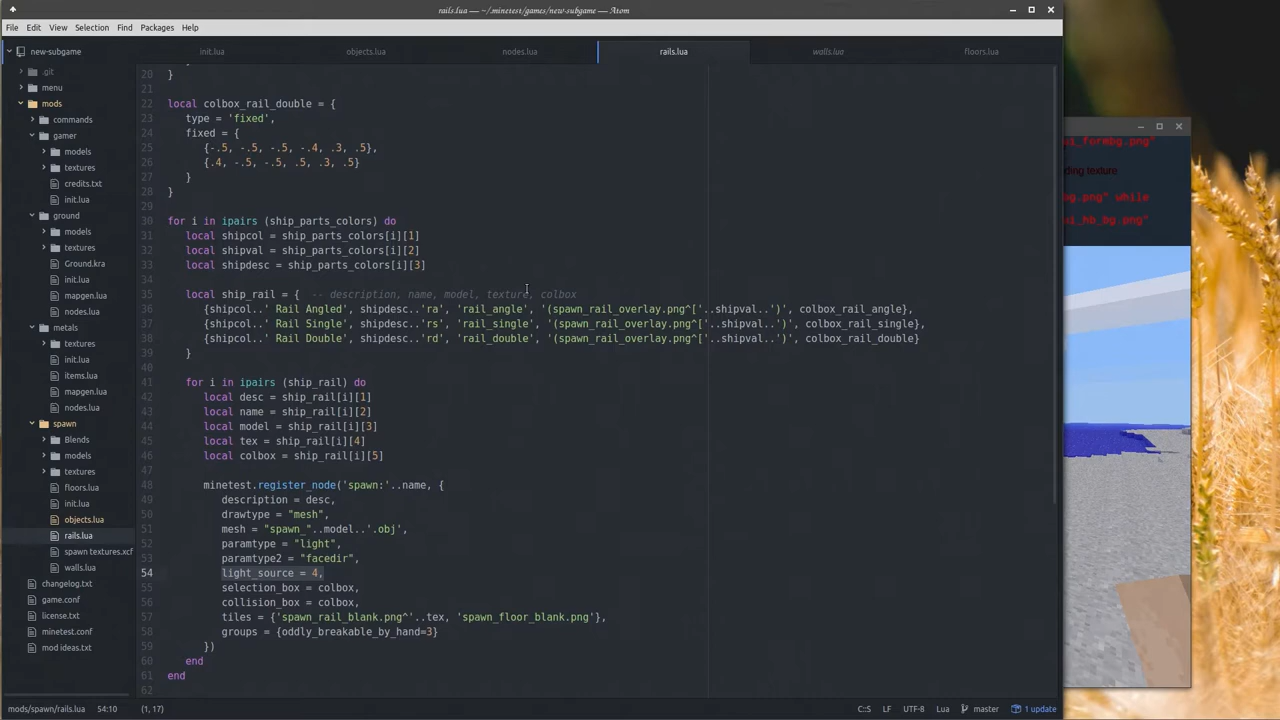 rails.lua — ~/.minetest/games/new-subgame — Atom
File Edit View Selection Find Packages Help
new-subgame
init.lua objects.lua nodes.lua rails.lua walls.lua floors.lua
.git
menu
mods
commands
gamer
models
textures
credits.txt
init.lua
ground
models
textures
Ground.kra
init.lua
mapgen.lua
nodes.lua
metals
textures
init.lua
items.lua
mapgen.lua
nodes.lua
spawn
Blends
models
textures
floors.lua
init.lua
objects.lua
rails.lua
spawn textures.xcf
walls.lua
changelog.txt
game.conf
license.txt
minetest.conf
mod ideas.txt
20 }
21
22 local colbox_rail_double = {
23 type = 'fixed',
24 fixed = {
25 {-.5, -.5, -.5, -.4, .3, .5},
26 {.4, -.5, -.5, .5, .3, .5}
27 }
28 }
29
30 for i in ipairs (ship_parts_colors) do
31 local shipcol = ship_parts_colors[i][1]
32 local shipval = ship_parts_colors[i][2]
33 local shipdesc = ship_parts_colors[i][3]
34
35 local ship_rail = { -- description, name, model, texture, colbox
36 {shipcol..' Rail Angled', shipdesc..'ra', 'rail_angle', '(spawn_rail_overlay.png^['..shipval..')', colbox_rail_angle},
37 {shipcol..' Rail Single', shipdesc..'rs', 'rail_single', '(spawn_rail_overlay.png^['..shipval..')', colbox_rail_single},
38 {shipcol..' Rail Double', shipdesc..'rd', 'rail_double', '(spawn_rail_overlay.png^['..shipval..')', colbox_rail_double}
39 }
40
41 for i in ipairs (ship_rail) do
42 local desc = ship_rail[i][1]
43 local name = ship_rail[i][2]
44 local model = ship_rail[i][3]
45 local tex = ship_rail[i][4]
46 local colbox = ship_rail[i][5]
47
48 minetest.register_node('spawn:'..name, {
49 description = desc,
50 drawtype = "mesh",
51 mesh = "spawn_"..model..'.obj',
52 paramtype = "light",
53 paramtype2 = "facedir",
54 light_source = 4,
55 selection_box = colbox,
56 collision_box = colbox,
57 tiles = {'spawn_rail_blank.png^'..tex, 'spawn_floor_blank.png'},
58 groups = {oddly_breakable_by_hand=3}
59 })
60 end
61 end
62
mods/spawn/rails.lua 54:10 (1, 17) C::S LF UTF-8 Lua master 1 update
ui_formbg.png"
ding texture
bg.png" while
ui_hb_bg.png"